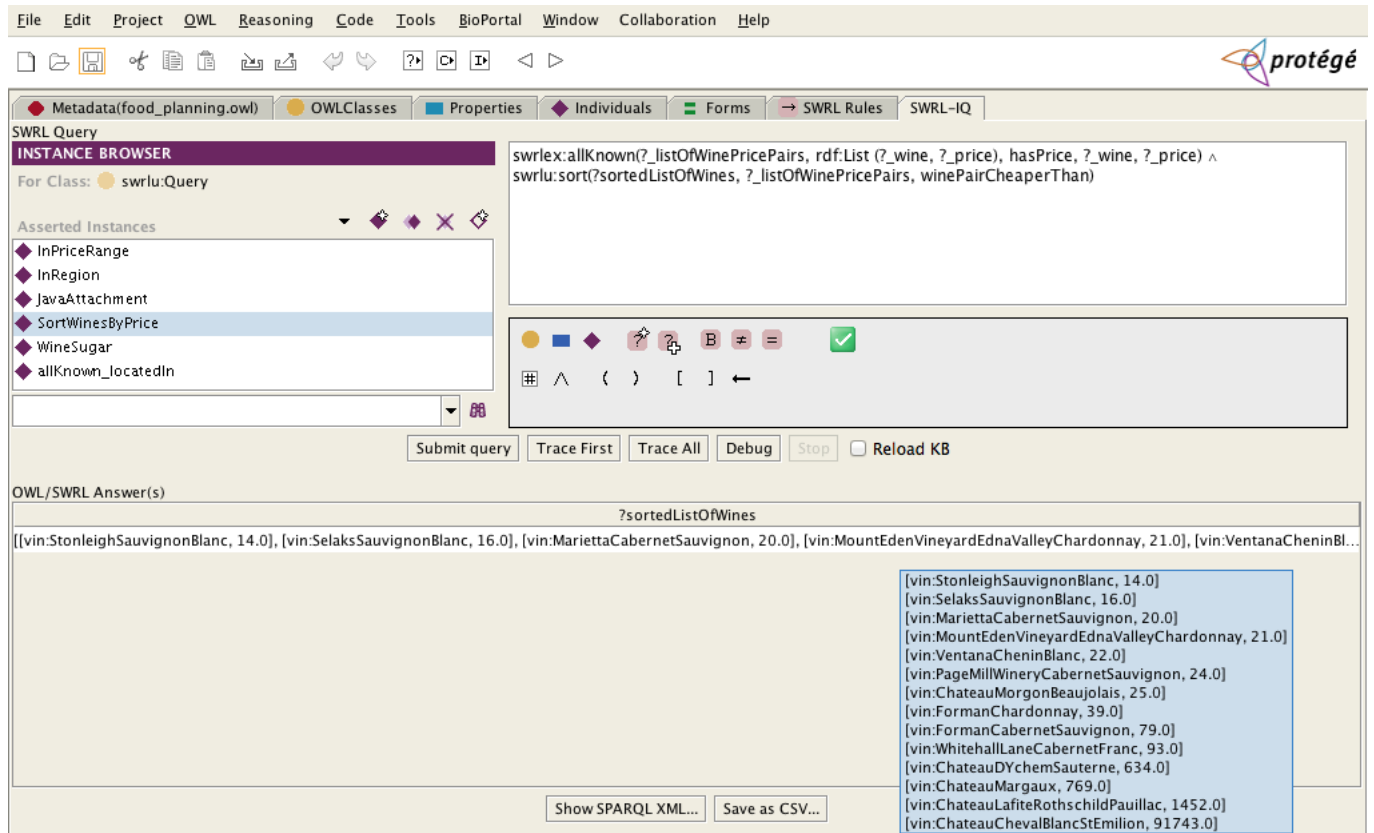 File Edit Project OWL Reasoning Code Tools BioPortal Window Collaboration Help
protégé
Metadata(food_planning.owl) OWLClasses Properties Individuals Forms SWRL Rules SWRL-IQ
SWRL Query
INSTANCE BROWSER
For Class: swrlu:Query
Asserted Instances
InPriceRange
InRegion
JavaAttachment
SortWinesByPrice
WineSugar
allKnown_locatedIn
swrlex:allKnown(?_listOfWinePricePairs, rdf:List (?_wine, ?_price), hasPrice, ?_wine, ?_price) ∧
swrlu:sort(?sortedListOfWines, ?_listOfWinePricePairs, winePairCheaperThan)
? ? B ≠ =
# ∧ ( ) [ ] ←
Submit query Trace First Trace All Debug Stop Reload KB
OWL/SWRL Answer(s)
?sortedListOfWines
[[vin:StonleighSauvignonBlanc, 14.0], [vin:SelaksSauvignonBlanc, 16.0], [vin:MariettaCabernetSauvignon, 20.0], [vin:MountEdenVineyardEdnaValleyChardonnay, 21.0], [vin:VentanaCheninBl...
[vin:StonleighSauvignonBlanc, 14.0]
[vin:SelaksSauvignonBlanc, 16.0]
[vin:MariettaCabernetSauvignon, 20.0]
[vin:MountEdenVineyardEdnaValleyChardonnay, 21.0]
[vin:VentanaCheninBlanc, 22.0]
[vin:PageMillWineryCabernetSauvignon, 24.0]
[vin:ChateauMorgonBeaujolais, 25.0]
[vin:FormanChardonnay, 39.0]
[vin:FormanCabernetSauvignon, 79.0]
[vin:WhitehallLaneCabernetFranc, 93.0]
[vin:ChateauDYchemSauterne, 634.0]
[vin:ChateauMargaux, 769.0]
[vin:ChateauLafiteRothschildPauillac, 1452.0]
[vin:ChateauChevalBlancStEmilion, 91743.0]
Show SPARQL XML... Save as CSV...